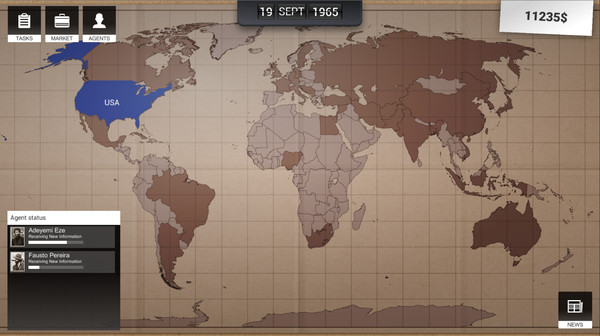 19 SEPT 1965
11235$
TASKS
MARKET
AGENTS
USA
Agent status
Adeyemi Eze
Receiving New Information
Fausto Pereira
Receiving New Information
NEWS